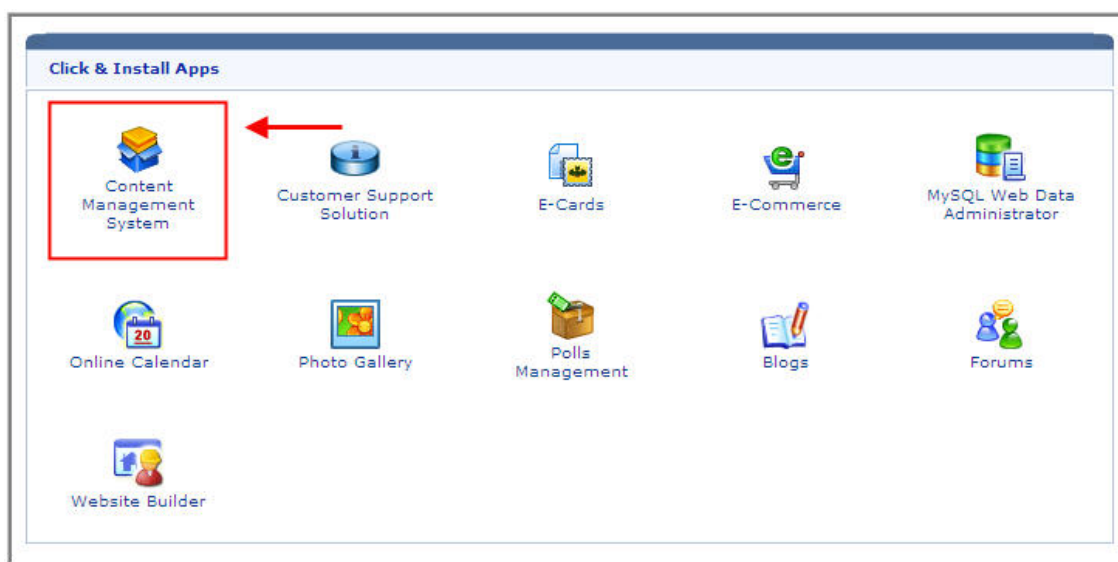 Click & Install Apps
Content
Management
System
Customer Support
Solution
E-Cards
E-Commerce
MySQL Web Data
Administrator
20
Online Calendar
Photo Gallery
Polls
Management
Blogs
Forums
Website Builder